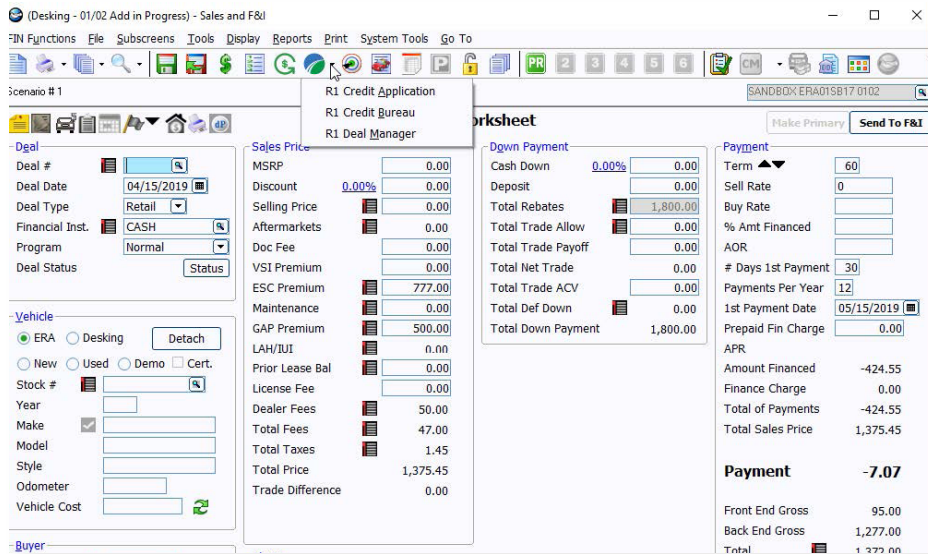 (Desking - 01/02 Add in Progress) - Sales and F&I
FIN Functions File Subscreens Tools Display Reports Print System Tools Go To
PR 2 3 4 5 6 CM
Scenario # 1
SANDBOX ERA01SB17 0102
R1 Credit Application
R1 Credit Bureau
R1 Deal Manager
rksheet
Make Primary Send To F&I
Deal
Deal #
Deal Date 04/15/2019
Deal Type Retail
Financial Inst. CASH
Program Normal
Deal Status Status
Vehicle
ERA Desking Detach
New Used Demo Cert.
Stock #
Year
Make
Model
Style
Odometer
Vehicle Cost
Buyer
Sales Price
MSRP 0.00
Discount 0.00% 0.00
Selling Price 0.00
Aftermarkets 0.00
Doc Fee 0.00
VSI Premium 0.00
ESC Premium 777.00
Maintenance 0.00
GAP Premium 500.00
LAH/IUI 0.00
Prior Lease Bal 0.00
License Fee 0.00
Dealer Fees 50.00
Total Fees 47.00
Total Taxes 1.45
Total Price 1,375.45
Trade Difference 0.00
Down Payment
Cash Down 0.00% 0.00
Deposit 0.00
Total Rebates 1,800.00
Total Trade Allow 0.00
Total Trade Payoff 0.00
Total Net Trade 0.00
Total Trade ACV 0.00
Total Def Down 0.00
Total Down Payment 1,800.00
Payment
Term 60
Sell Rate 0
Buy Rate
% Amt Financed
AOR
# Days 1st Payment 30
Payments Per Year 12
1st Payment Date 05/15/2019
Prepaid Fin Charge 0.00
APR
Amount Financed -424.55
Finance Charge 0.00
Total of Payments -424.55
Total Sales Price 1,375.45
Payment -7.07
Front End Gross 95.00
Back End Gross 1,277.00
Total 1,372.00